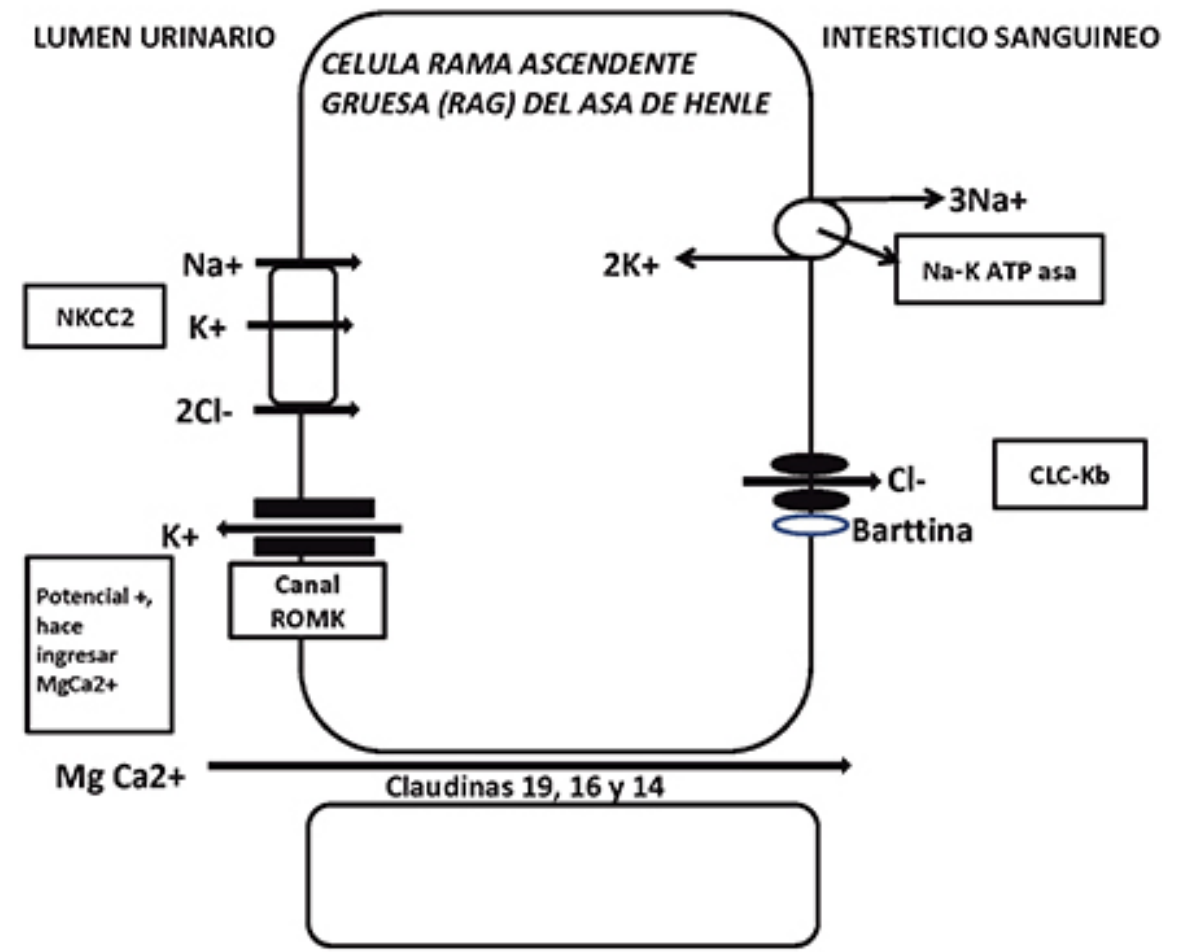 LUMEN URINARIO
INTERSTICIO SANGUINEO
CELULA RAMA ASCENDENTE
GRUESA (RAG) DEL ASA DE HENLE
3Na+
Na+
2K+
Na-K ATP asa
NKCC2
K+
2Cl-
CLC-Kb
Cl-
Barttina
K+
Canal
ROMK
Potencial +,
hace
ingresar
MgCa2+
Mg Ca2+
Claudinas 19, 16 y 14